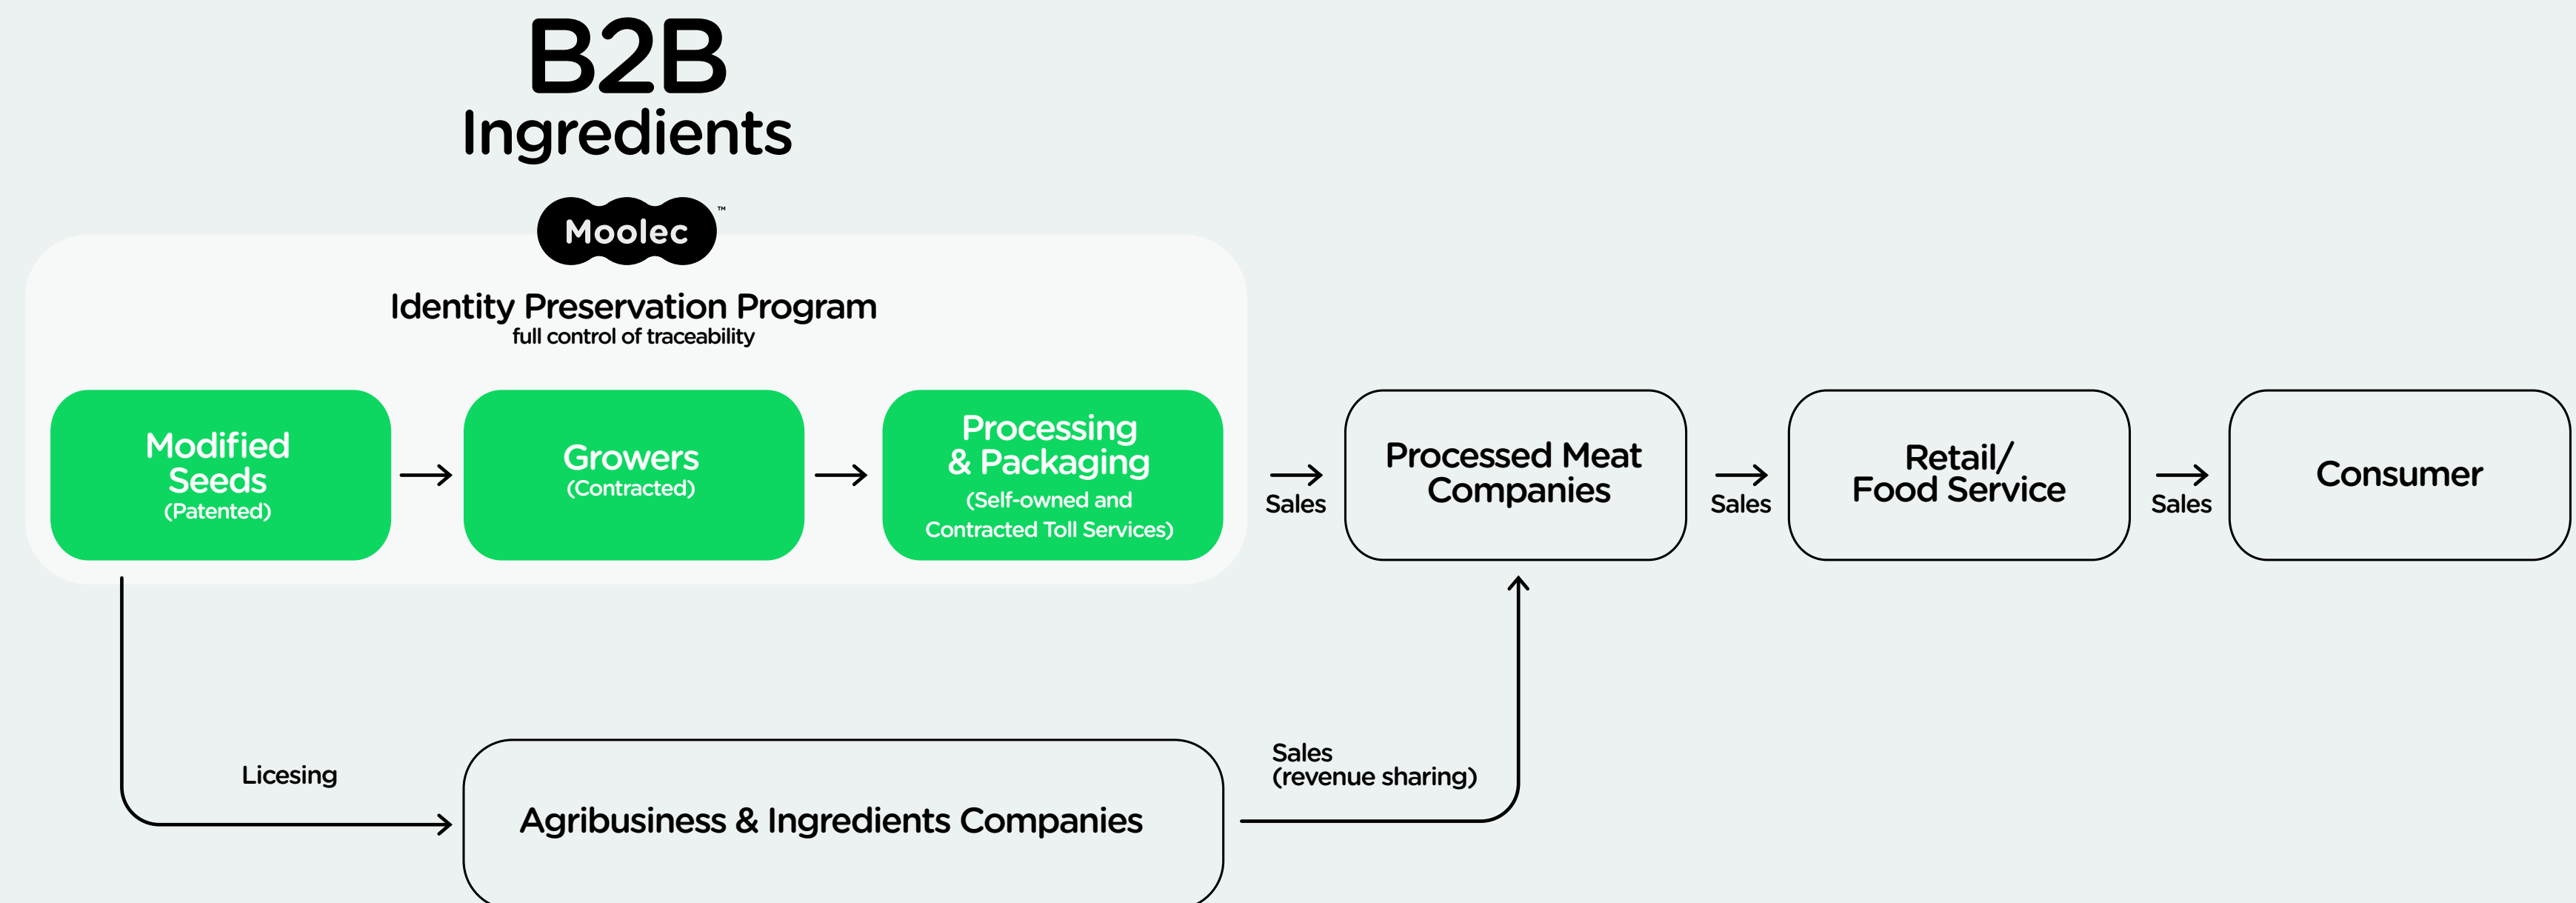 B2B
Ingredients
Moolec™
Identity Preservation Program
full control of traceability
Modified
Seeds
(Patented)
Growers
(Contracted)
Processing
& Packaging
(Self-owned and
Contracted Toll Services)
Sales
Processed Meat
Companies
Sales
Retail/
Food Service
Sales
Consumer
Licesing
Agribusiness & Ingredients Companies
Sales
(revenue sharing)